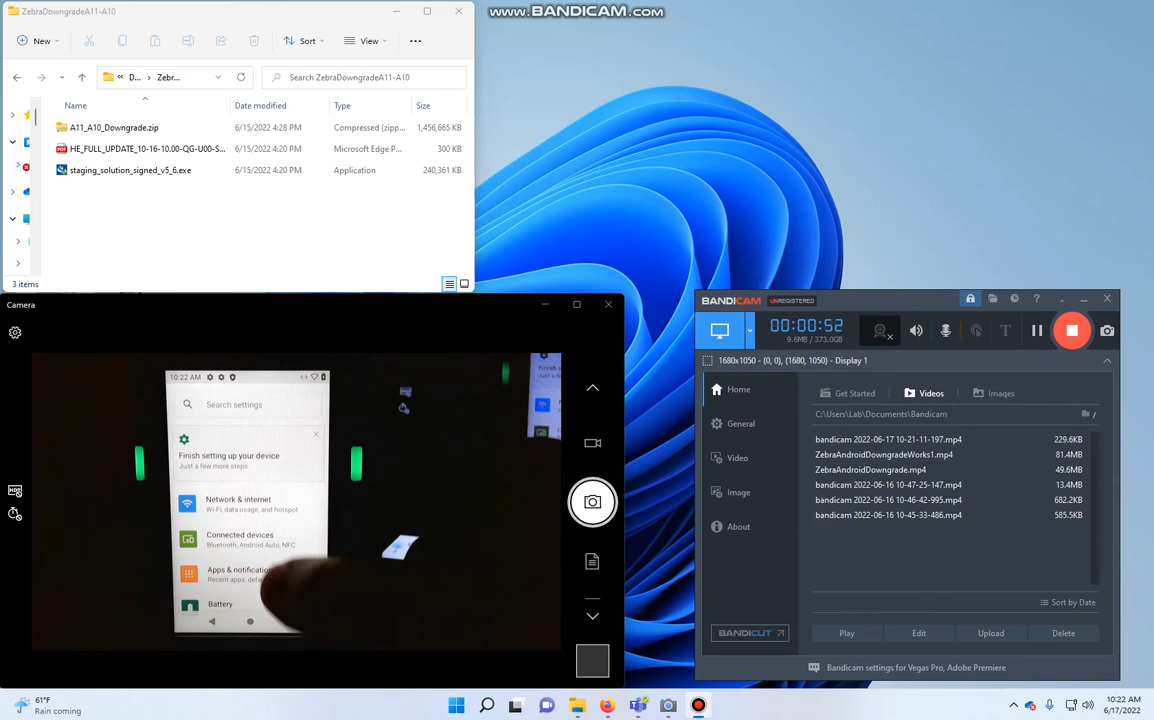 ZebraDowngradeA11-A10
www.BANDICAM.com
New
Sort
View
D...
Zebr...
Search ZebraDowngradeA11-A10
Name
Date modified
Type
Size
A11_A10_Downgrade.zip
6/15/2022 4:28 PM
Compressed (zipp...
1,456,665 KB
HE_FULL_UPDATE_10-16-10.00-QG-U00-S...
6/15/2022 4:20 PM
Microsoft Edge P...
300 KB
staging_solution_signed_v5_6.exe
6/15/2022 4:20 PM
Application
240,361 KB
3 items
Camera
10:22 AM
Search settings
Finish setting up your device
Just a few more steps
Network & internet
Wi-Fi, data usage, and hotspot
Connected devices
Bluetooth, Android Auto, NFC
Apps & notification
Recent apps, defau
Battery
Finish s
BANDICAM
UNREGISTERED
00:00:52
9.6MB / 373.0GB
1680x1050 - (0, 0), (1680, 1050) - Display 1
Home
General
Video
Image
About
BANDICUT
Get Started
Videos
Images
C:\Users\Lab\Documents\Bandicam
bandicam 2022-06-17 10-21-11-197.mp4
229.6KB
ZebraAndroidDowngradeWorks1.mp4
81.4MB
ZebraAndroidDowngrade.mp4
49.6MB
bandicam 2022-06-16 10-47-25-147.mp4
13.4MB
bandicam 2022-06-16 10-46-42-995.mp4
682.2KB
bandicam 2022-06-16 10-45-33-486.mp4
585.5KB
Sort by Date
Play
Edit
Upload
Delete
Bandicam settings for Vegas Pro, Adobe Premiere
61°F
Rain coming
10:22 AM
6/17/2022